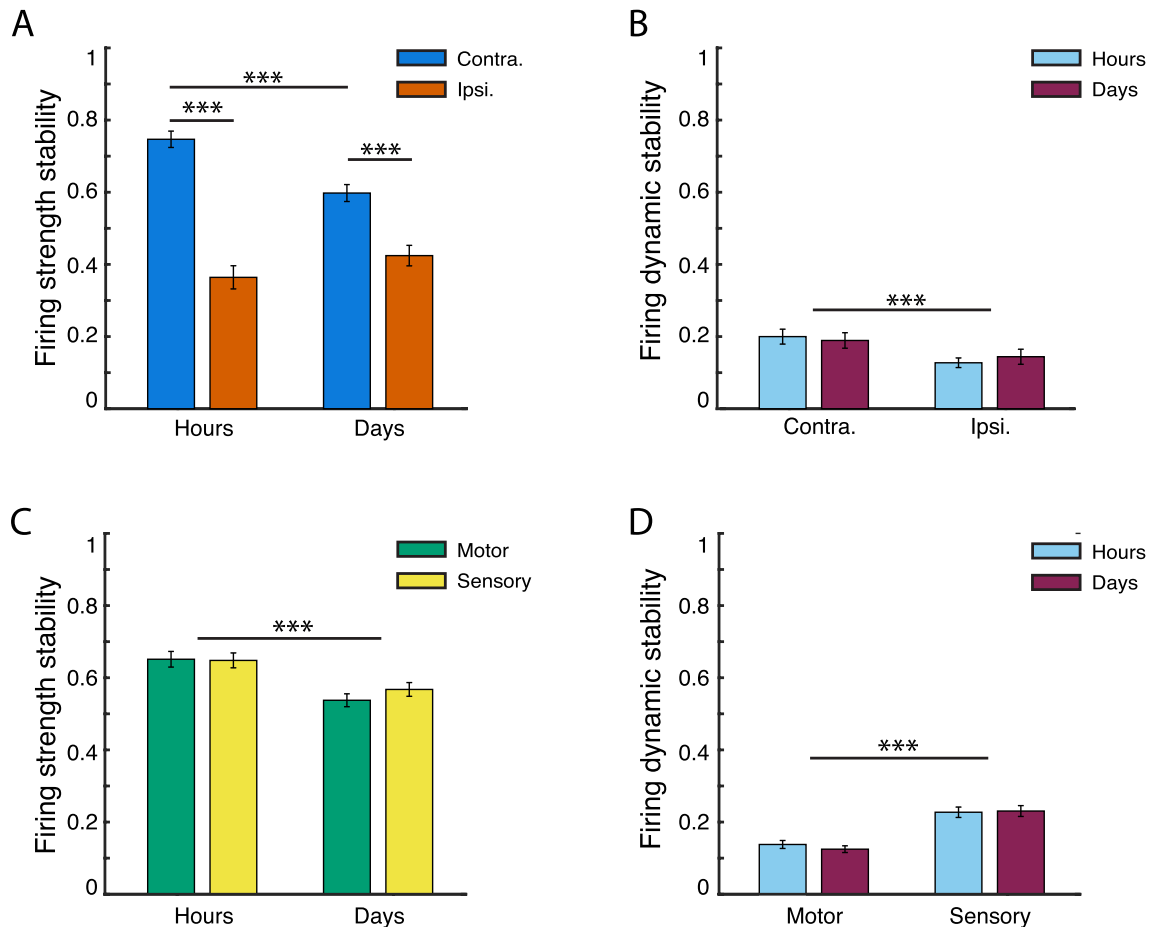 A
Firing strength stability
1
0.8
0.6
0.4
0.2
0
***
***
***
Contra.
Ipsi.
Hours
Days
B
Firing dynamic stability
1
0.8
0.6
0.4
0.2
0
***
Hours
Days
Contra.
Ipsi.
C
Firing strength stability
1
0.8
0.6
0.4
0.2
0
***
Motor
Sensory
Hours
Days
D
Firing dynamic stability
1
0.8
0.6
0.4
0.2
0
***
Hours
Days
Motor
Sensory